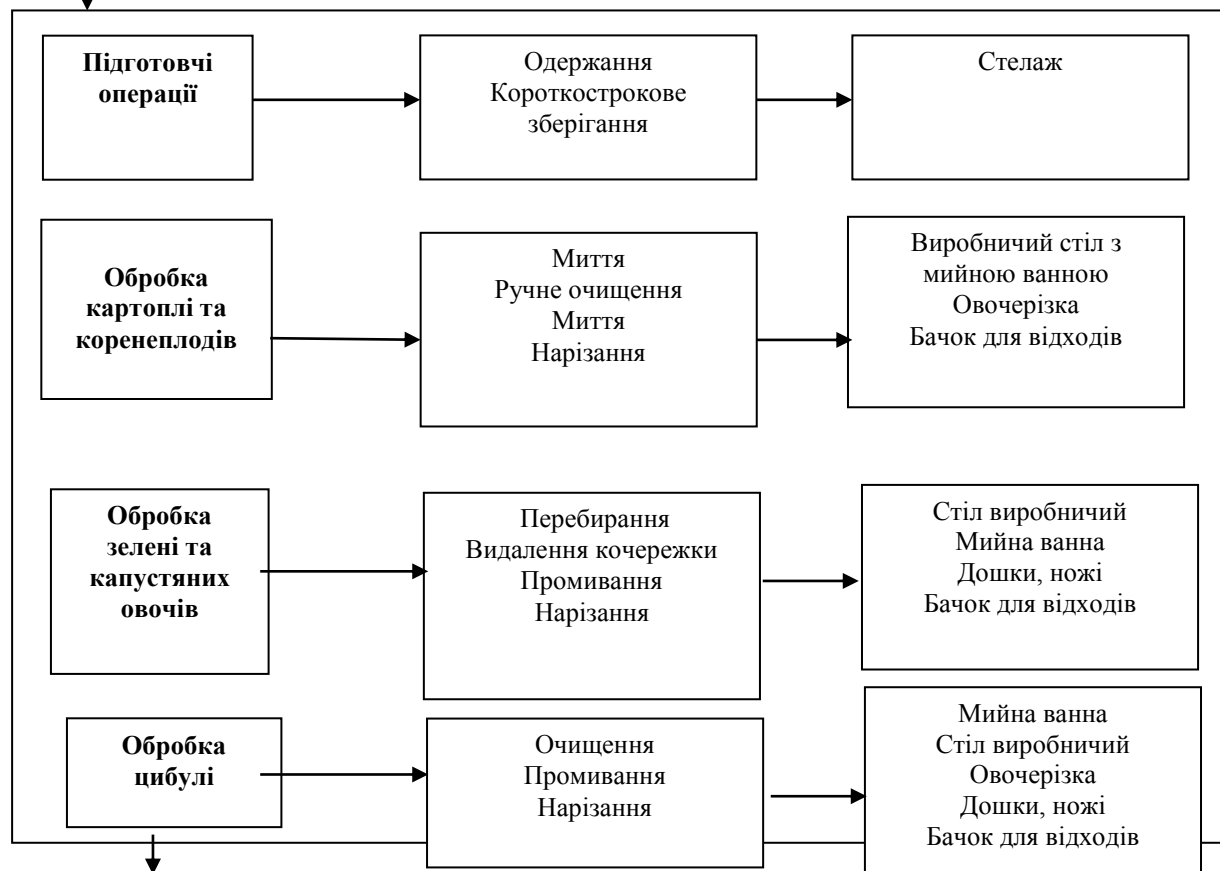 Підготовчі
операції
Одержання
Короткострокове
зберігання
Стелаж
Обробка
картоплі та
коренеплодів
Миття
Ручне очищення
Миття
Нарізання
Виробничий стіл з
мийною ванною
Овочерізка
Бачок для відходів
Обробка
зелені та
капустяних
овочів
Перебирання
Видалення кочережки
Промивання
Нарізання
Стіл виробничий
Мийна ванна
Дошки, ножі
Бачок для відходів
Обробка
цибулі
Очищення
Промивання
Нарізання
Мийна ванна
Стіл виробничий
Овочерізка
Дошки, ножі
Бачок для відходів